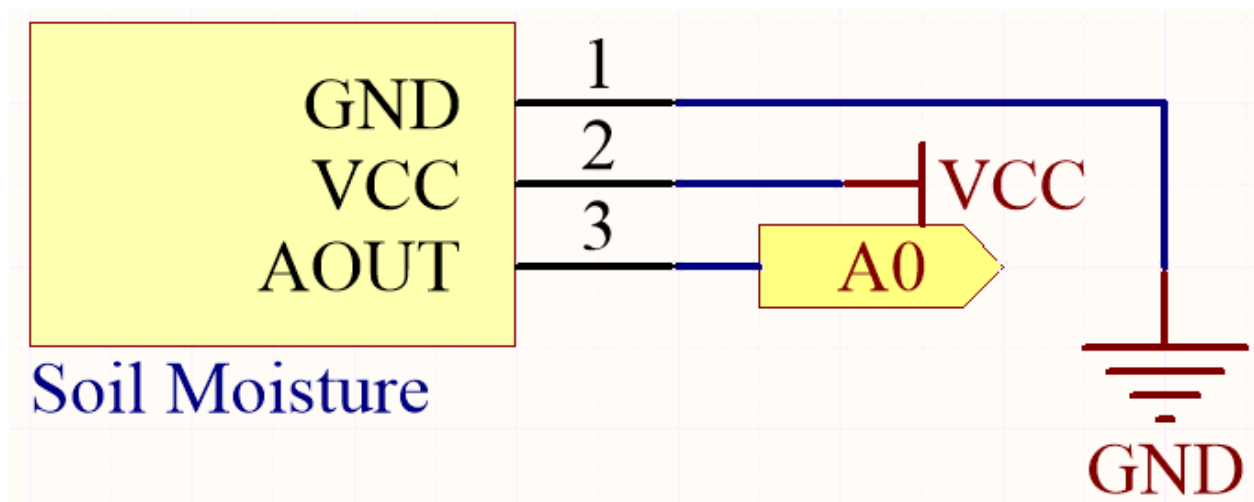 GND 1
VCC 2 VCC
AOUT 3 A0
Soil Moisture
GND